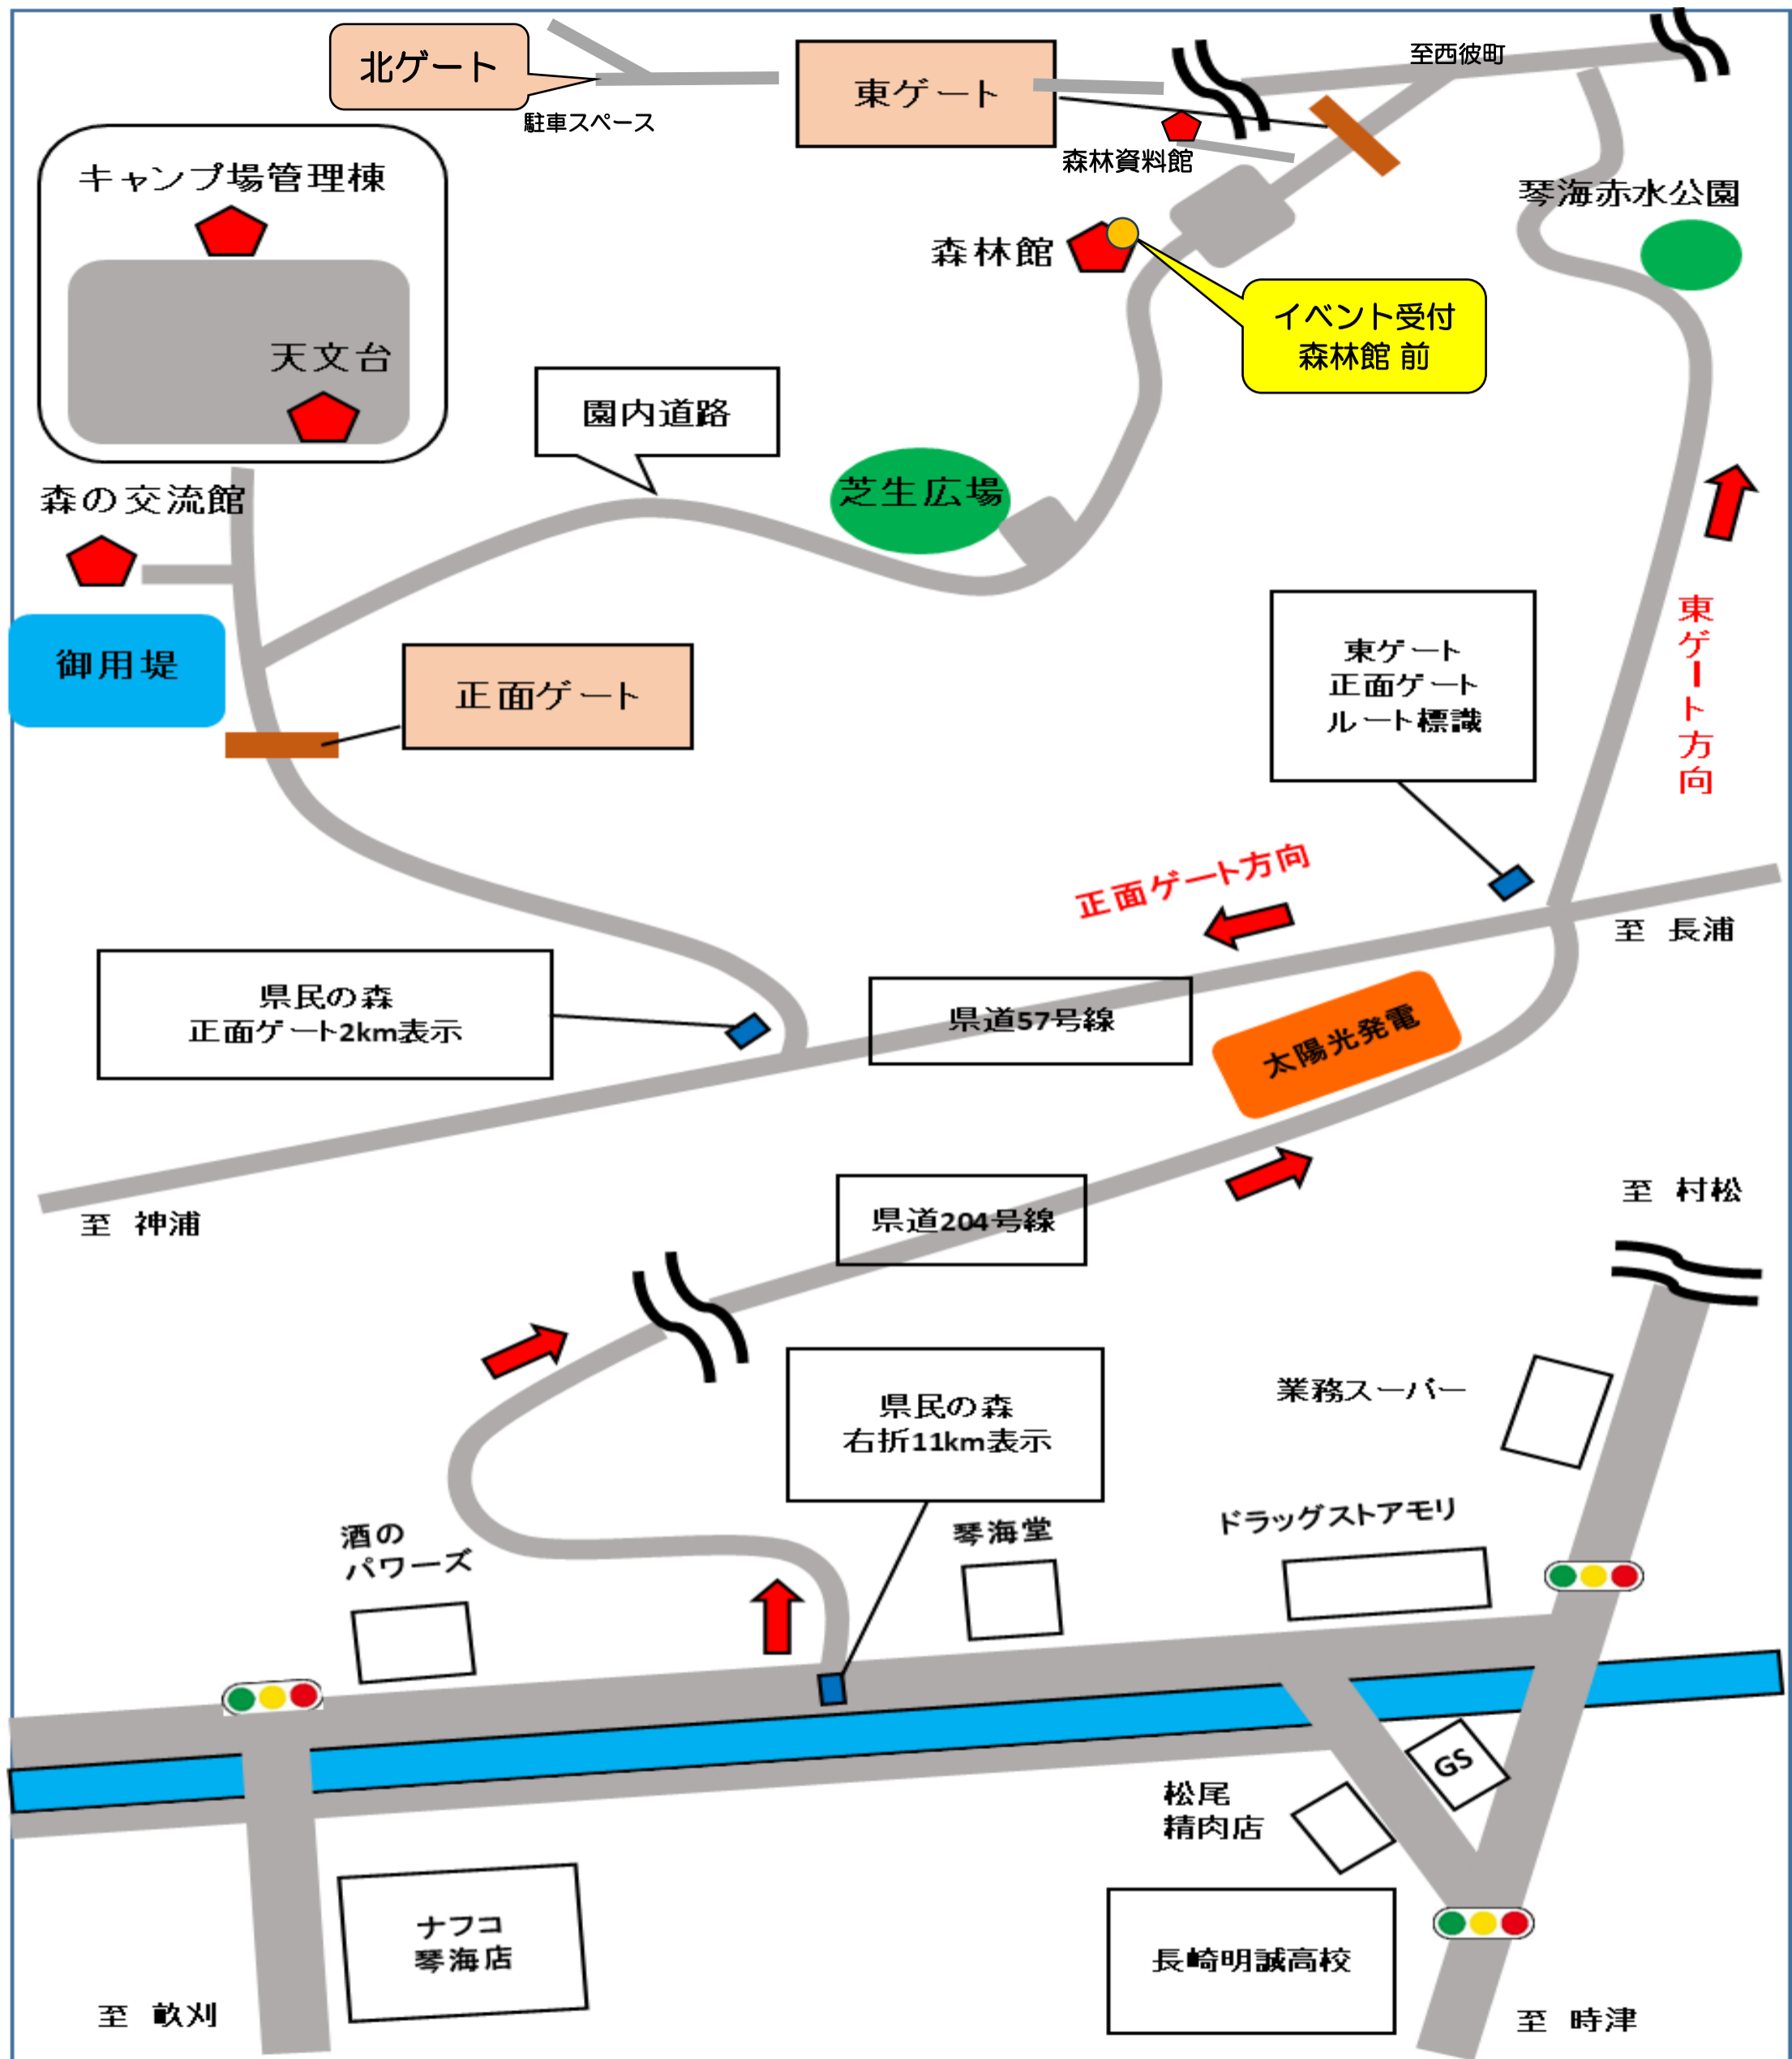 北ゲート
駐車スペース
東ゲート
至西彼町
森林資料館
琴海赤水公園
キャンプ場管理棟
天文台
森林館
イベント受付
森林館 前
園内道路
芝生広場
森の交流館
御用堤
正面ゲート
東ゲート
正面ゲート
ルート標識
東ゲート方向
正面ゲート方向
至 長浦
県民の森
正面ゲート2km表示
県道57号線
太陽光発電
至 神浦
県道204号線
至 村松
県民の森
右折11km表示
業務スーパー
酒の
パワーズ
琴海堂
ドラッグストアモリ
GS
松尾
精肉店
ナフコ
琴海店
長崎明誠高校
至 畝刈
至 時津